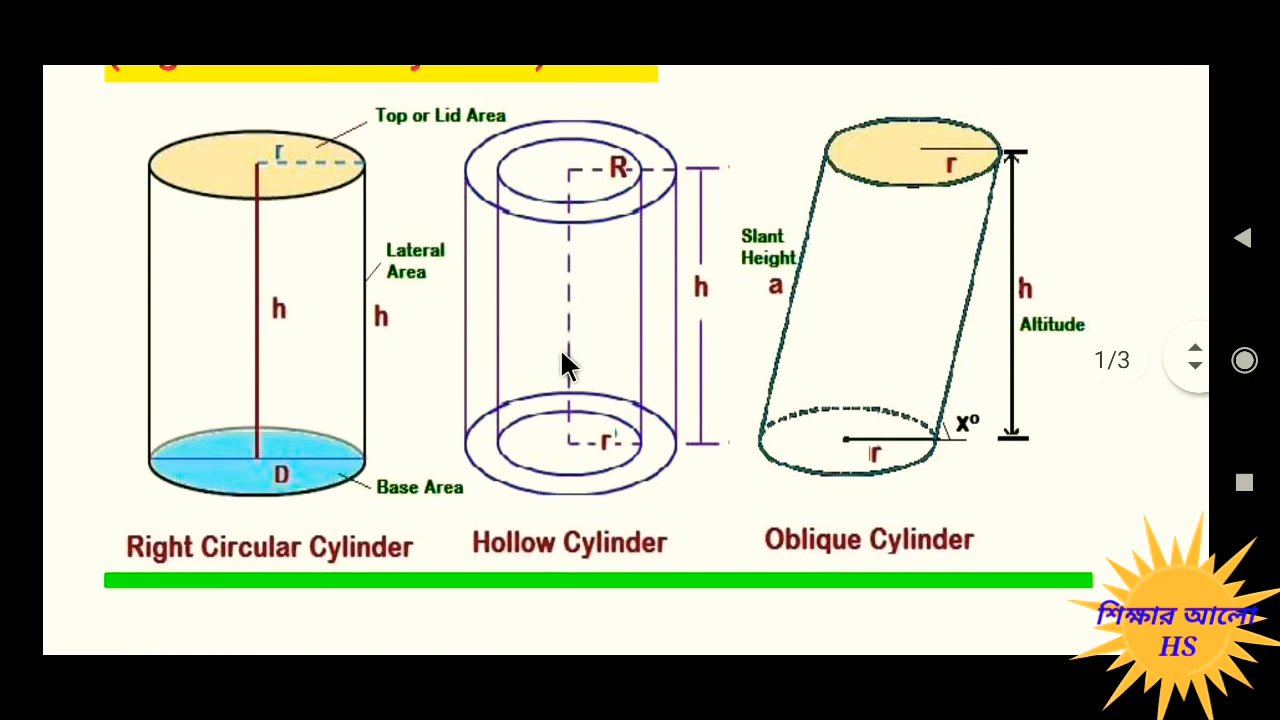 Top or Lid Area
r
R
r
Lateral
Area
h
h
h
Slant
Height
a
h
Altitude
1/3
xº
D
r
r
Base Area
Right Circular Cylinder
Hollow Cylinder
Oblique Cylinder
শিক্ষার আলো
HS